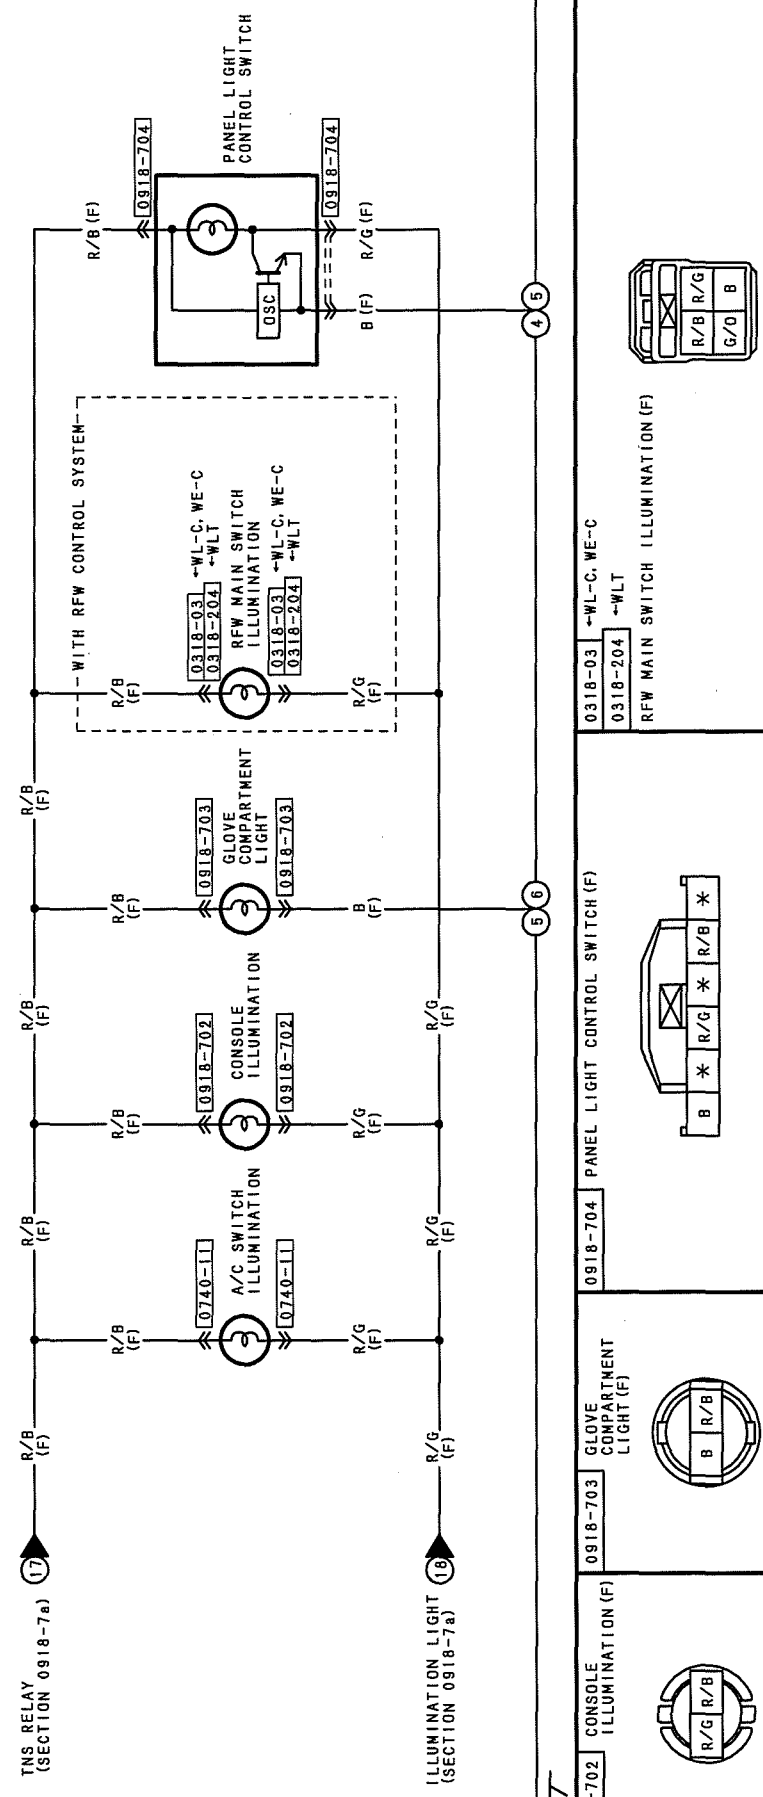 TNS RELAY
(SECTION 0918-7a)
17
R/B
(F)
R/B
(F)
R/B
(F)
R/B
(F)
R/B (F)
R/B
(F)
0740-11
A/C SWITCH
ILLUMINATION
0740-11
R/G
(F)
R/B
(F)
0918-702
CONSOLE
ILLUMINATION
0918-702
R/G
(F)
R/B
(F)
0918-703
GLOVE
COMPARTMENT
LIGHT
0918-703
B
(F)
WITH RFW CONTROL SYSTEM
R/B
(F)
0318-03 ←WL-C, WE-C
0318-204 ←WLT
RFW MAIN SWITCH
ILLUMINATION
0318-03 ←WL-C, WE-C
0318-204 ←WLT
R/G
(F)
0918-704
PANEL LIGHT
CONTROL SWITCH
OSC
0918-704
B (F)
R/G (F)
ILLUMINATION LIGHT
(SECTION 0918-7a)
18
R/G
(F)
R/G
(F)
R/G
(F)
5 6
4 5
-702
CONSOLE
ILLUMINATION (F)
R/G R/B
0918-703
GLOVE
COMPARTMENT
LIGHT (F)
B R/B
0918-704
PANEL LIGHT CONTROL SWITCH (F)
B * R/G * R/B *
0318-03 ←WL-C, WE-C
0318-204 ←WLT
RFW MAIN SWITCH ILLUMINATION (F)
R/B R/G
G/O B